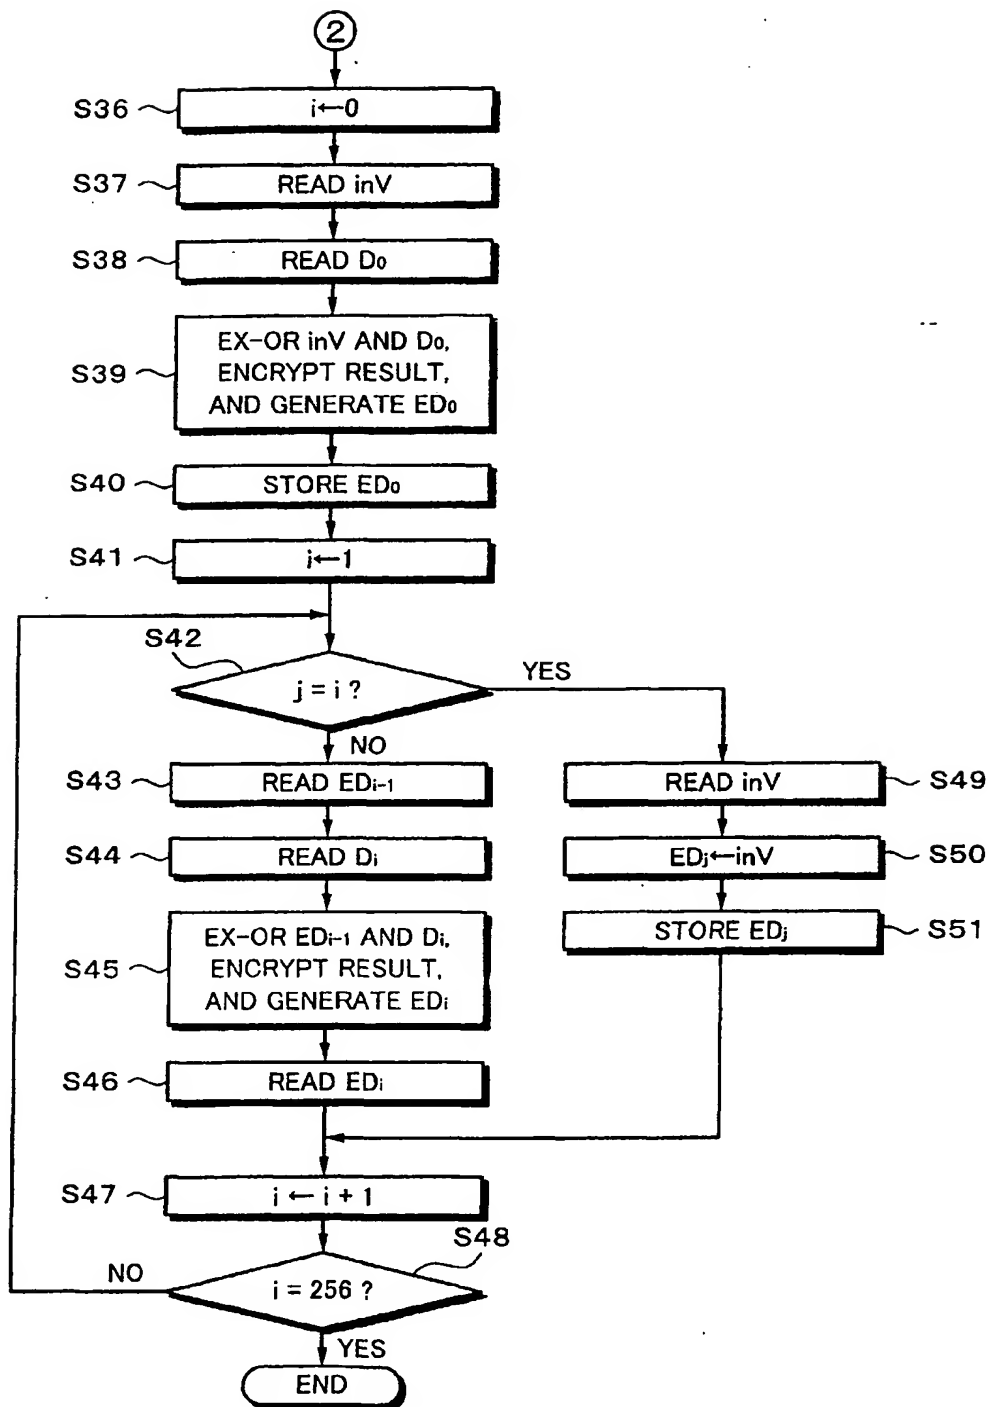 2
S36
i←0
S37
READ inV
S38
READ D₀
S39
EX-OR inV AND D₀,
ENCRYPT RESULT,
AND GENERATE ED₀
S40
STORE ED₀
S41
i←1
S42
j = i ?
YES
NO
S43
READ EDᵢ₋₁
READ inV
S49
S44
READ Dᵢ
EDⱼ←inV
S50
S45
EX-OR EDᵢ₋₁ AND Dᵢ,
ENCRYPT RESULT,
AND GENERATE EDᵢ
STORE EDⱼ
S51
S46
READ EDᵢ
S47
i ← i + 1
S48
NO
i = 256 ?
YES
END